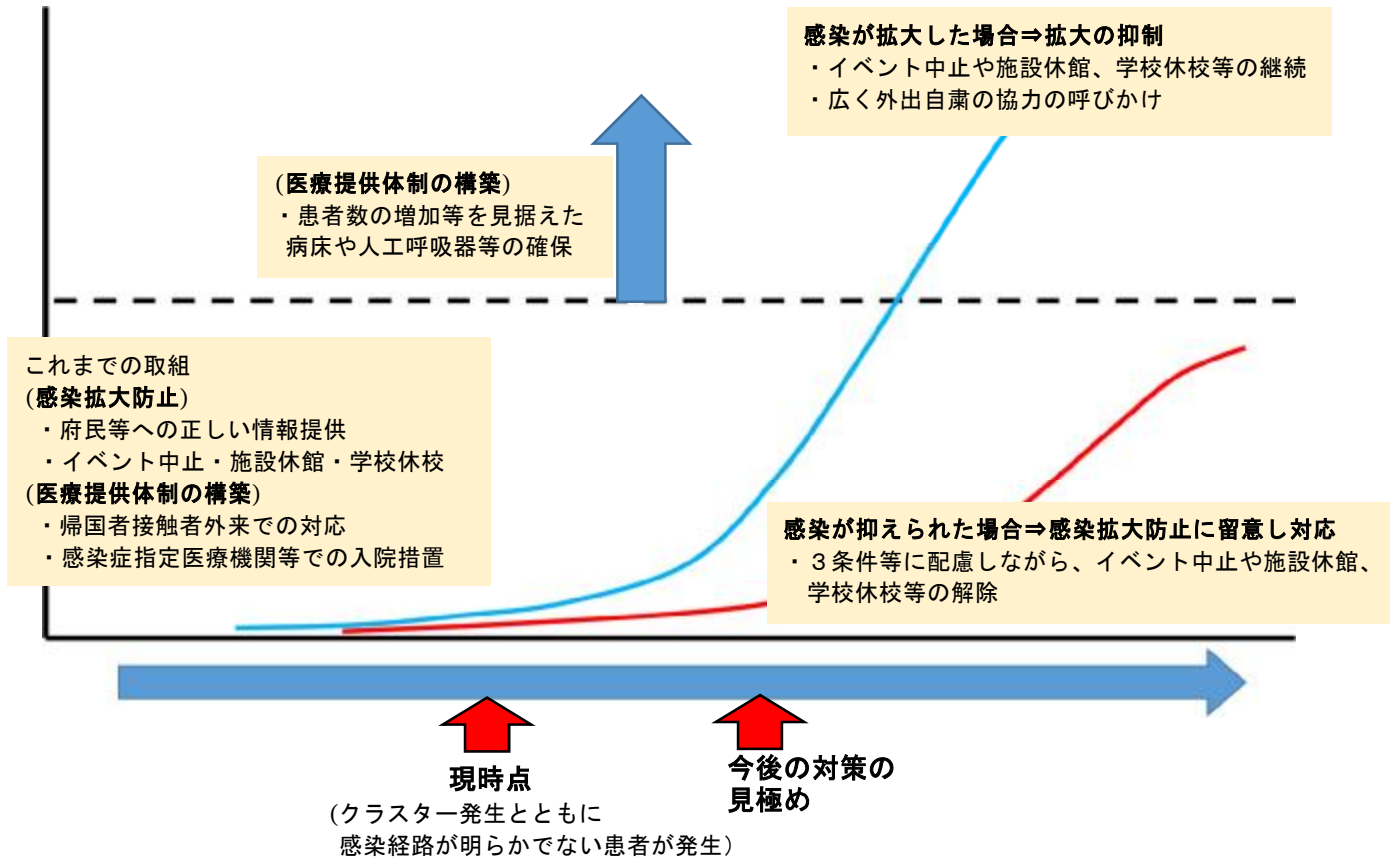 感染が拡大した場合⇒拡大の抑制
・イベント中止や施設休館、学校休校等の継続
・広く外出自粛の協力の呼びかけ
(医療提供体制の構築)
・患者数の増加等を見据えた
病床や人工呼吸器等の確保
これまでの取組
(感染拡大防止)
・府民等への正しい情報提供
・イベント中止・施設休館・学校休校
(医療提供体制の構築)
・帰国者接触者外来での対応
・感染症指定医療機関等での入院措置
感染が抑えられた場合⇒感染拡大防止に留意し対応
・３条件等に配慮しながら、イベント中止や施設休館、
学校休校等の解除
現時点
(クラスター発生とともに
感染経路が明らかでない患者が発生)
今後の対策の
見極め